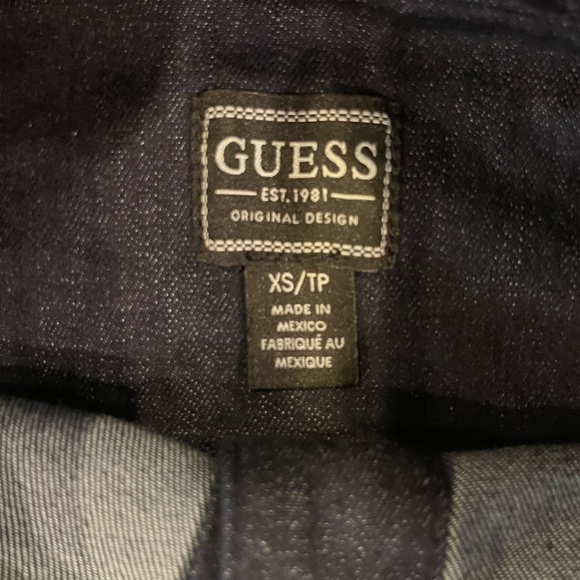 GUESS
EST. 1981
ORIGINAL DESIGN
XS/TP
MADE IN
MEXICO
FABRIQUÉ AU
MEXIQUE